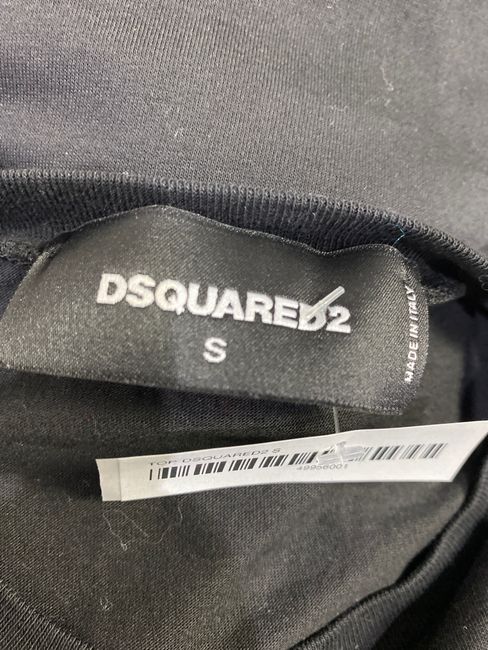 DSQUARED2
S
MADE IN ITALY
TOP DSQUARED2 S
49956001